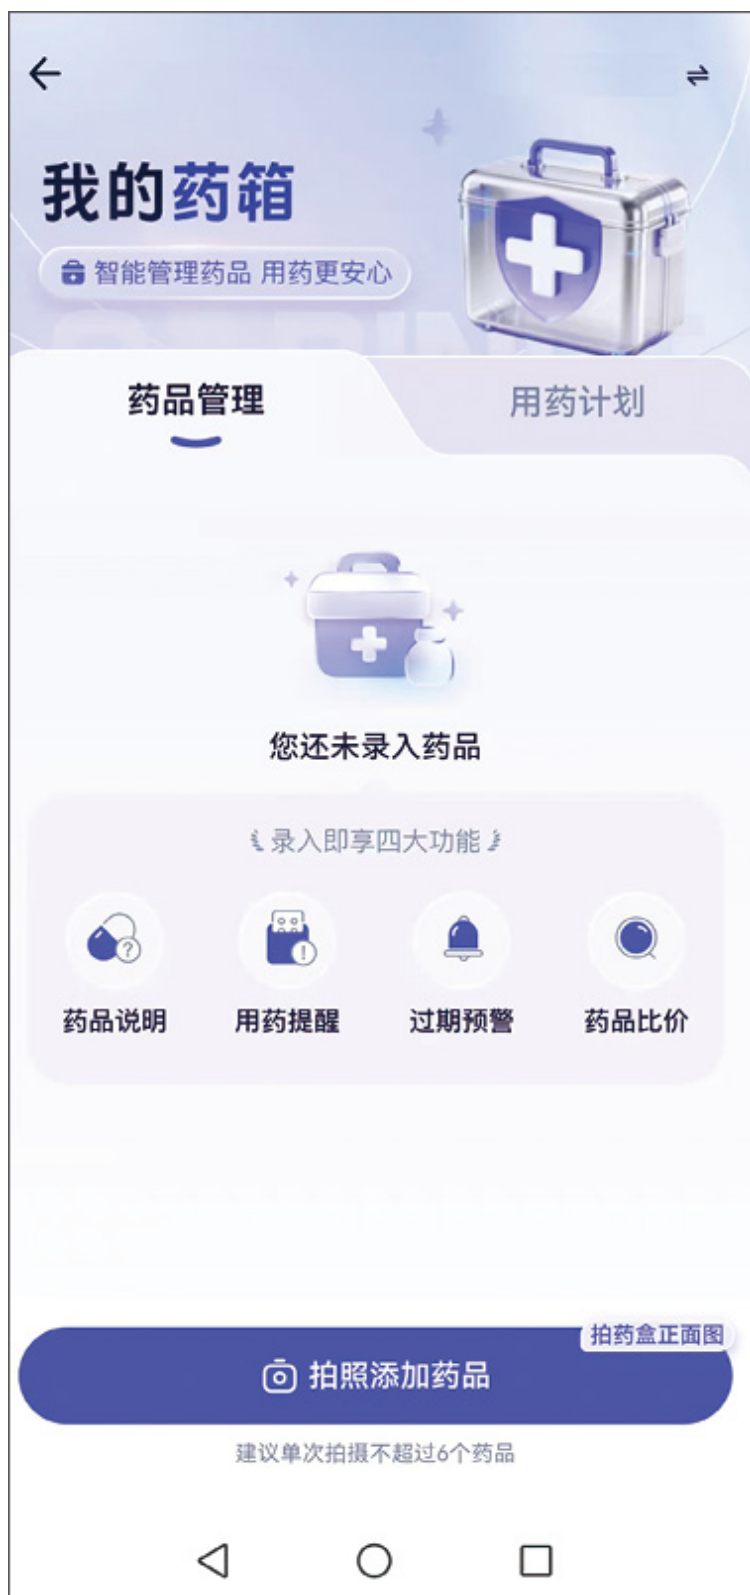 我的药箱
智能管理药品 用药更安心
药品管理
用药计划
您还未录入药品
录入即享四大功能
药品说明
用药提醒
过期预警
药品比价
拍药盒正面图
拍照添加药品
建议单次拍摄不超过6个药品